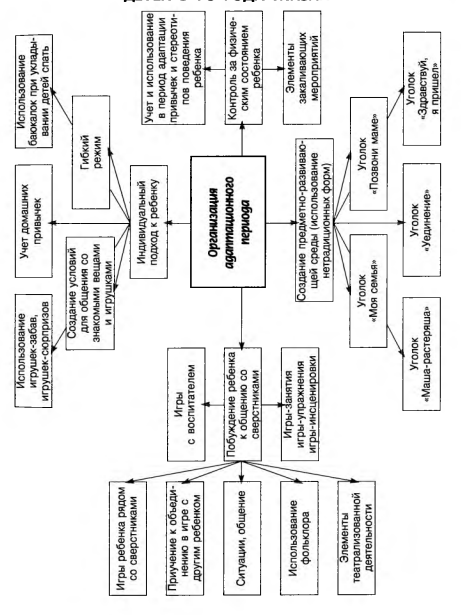 Использование
баюкалок при уклады-
вании детей спать
Гибкий
режим
Учет домашних
привычек
Создание условий
для общения со
знакомыми вещами
и игрушками
Использование
игрушек-забав,
игрушек-сюрпризов
Индивидуальный
подход к ребенку
Учет и использование
в период адаптации
привычек и стереоти-
пов поведения
ребенка
Контроль за физиче-
ским состоянием
ребенка
Элементы
закаливающих
мероприятий
Организация
адаптационного
периода
Создание предметно-развиваю-
щей среды (использование
нетрадиционных форм)
Уголок
«Позвони маме»
Уголок
«Здравствуй,
я пришел»
Уголок
«Уединение»
Уголок
«Моя семья»
Уголок
«Маша-растеряша»
Игры
с воспитателем
Побуждение ребенка
к общению со
сверстниками
Игры-занятия
игры-упражнения
игры-инсценировки
Игры ребенка рядом
со сверстниками
Приучение к объеди-
нению в игре с
другим ребенком
Ситуации, общение
Использование
фольклора
Элементы
театрализованной
деятельности